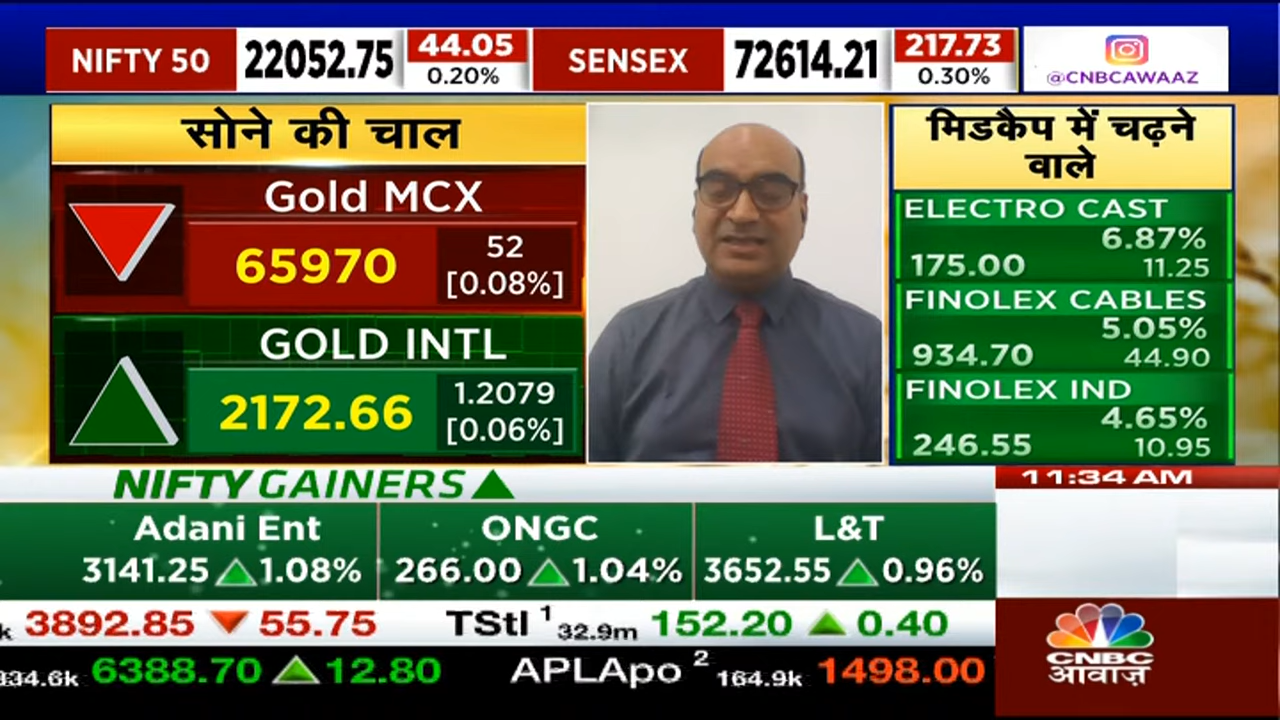 NIFTY 50 22052.75 44.05 0.20% SENSEX 72614.21 217.73 0.30%
@CNBCAWAAZ
सोने की चाल
Gold MCX
65970 52 [0.08%]
GOLD INTL
2172.66 1.2079 [0.06%]
मिडकैप में चढ़ने
वाले
ELECTRO CAST
6.87%
175.00 11.25
FINOLEX CABLES
5.05%
934.70 44.90
FINOLEX IND
4.65%
246.55 10.95
NIFTY GAINERS
11:34 AM
Adani Ent ONGC L&T
3141.25 1.08% 266.00 1.04% 3652.55 0.96%
k 3892.85 55.75 TStl 1 32.9m 152.20 0.40
334.6k 6388.70 12.80 APLApo 2 164.9k 1498.00
CNBC
आवाज़